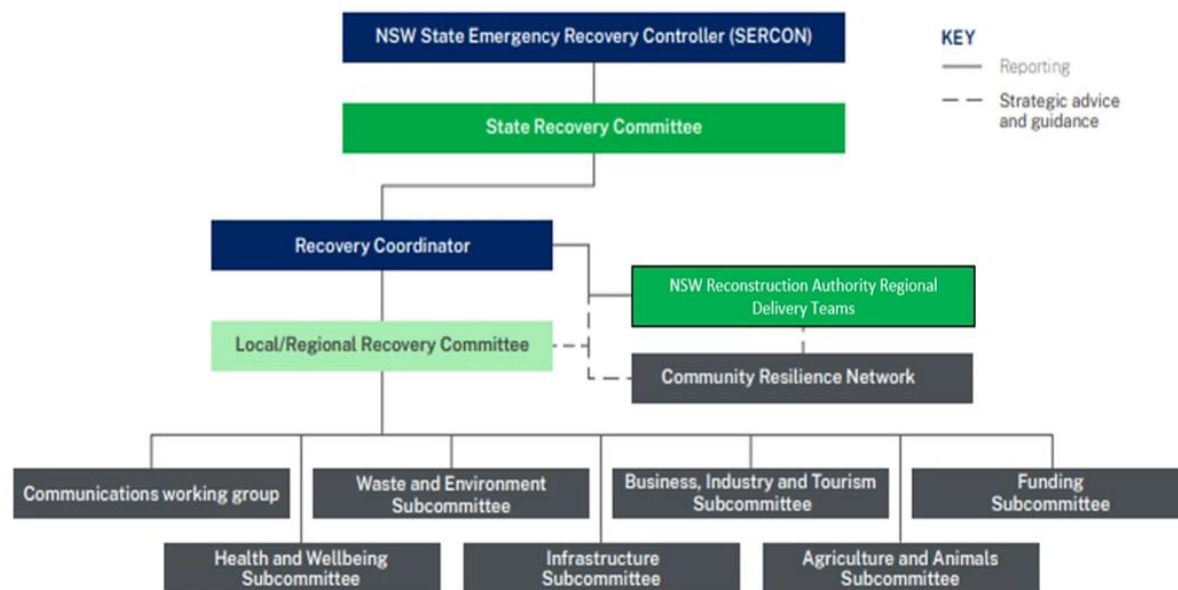 NSW State Emergency Recovery Controller (SERCON)
KEY
Reporting
Strategic advice
and guidance
State Recovery Committee
Recovery Coordinator
NSW Reconstruction Authority Regional
Delivery Teams
Local/Regional Recovery Committee
Community Resilience Network
Communications working group
Waste and Environment
Subcommittee
Business, Industry and Tourism
Subcommittee
Funding
Subcommittee
Health and Wellbeing
Subcommittee
Infrastructure
Subcommittee
Agriculture and Animals
Subcommittee